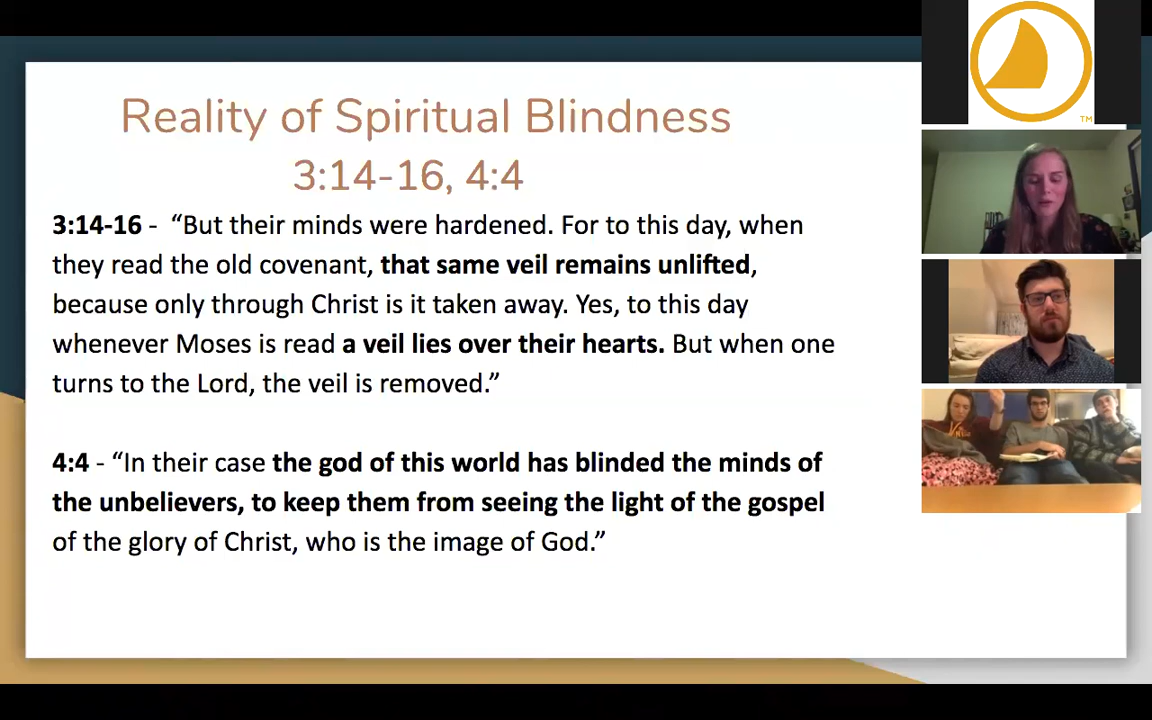 Reality of Spiritual Blindness
3:14-16, 4:4
3:14-16 - “But their minds were hardened. For to this day, when
they read the old covenant, that same veil remains unlifted,
because only through Christ is it taken away. Yes, to this day
whenever Moses is read a veil lies over their hearts. But when one
turns to the Lord, the veil is removed.”
4:4 - “In their case the god of this world has blinded the minds of
the unbelievers, to keep them from seeing the light of the gospel
of the glory of Christ, who is the image of God.”
TM